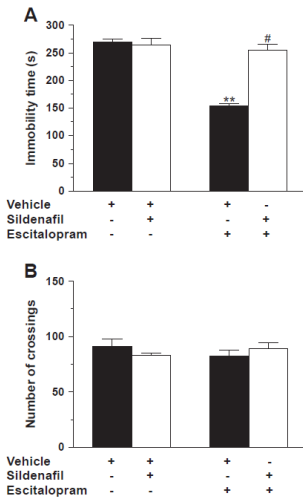 A
Immobility time (s)
300
250
200
150
100
50
0
**
#
Vehicle + + + -
Sildenafil - + - +
Escitalopram - - + +
B
Number of crossings
150
100
50
0
Vehicle + + + -
Sildenafil - + - +
Escitalopram - - + +